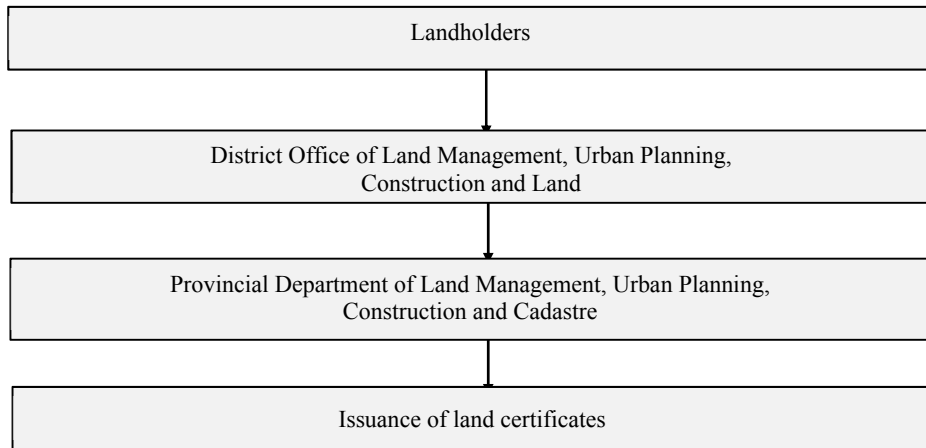 Landholders
District Office of Land Management, Urban Planning,
Construction and Land
Provincial Department of Land Management, Urban Planning,
Construction and Cadastre
Issuance of land certificates